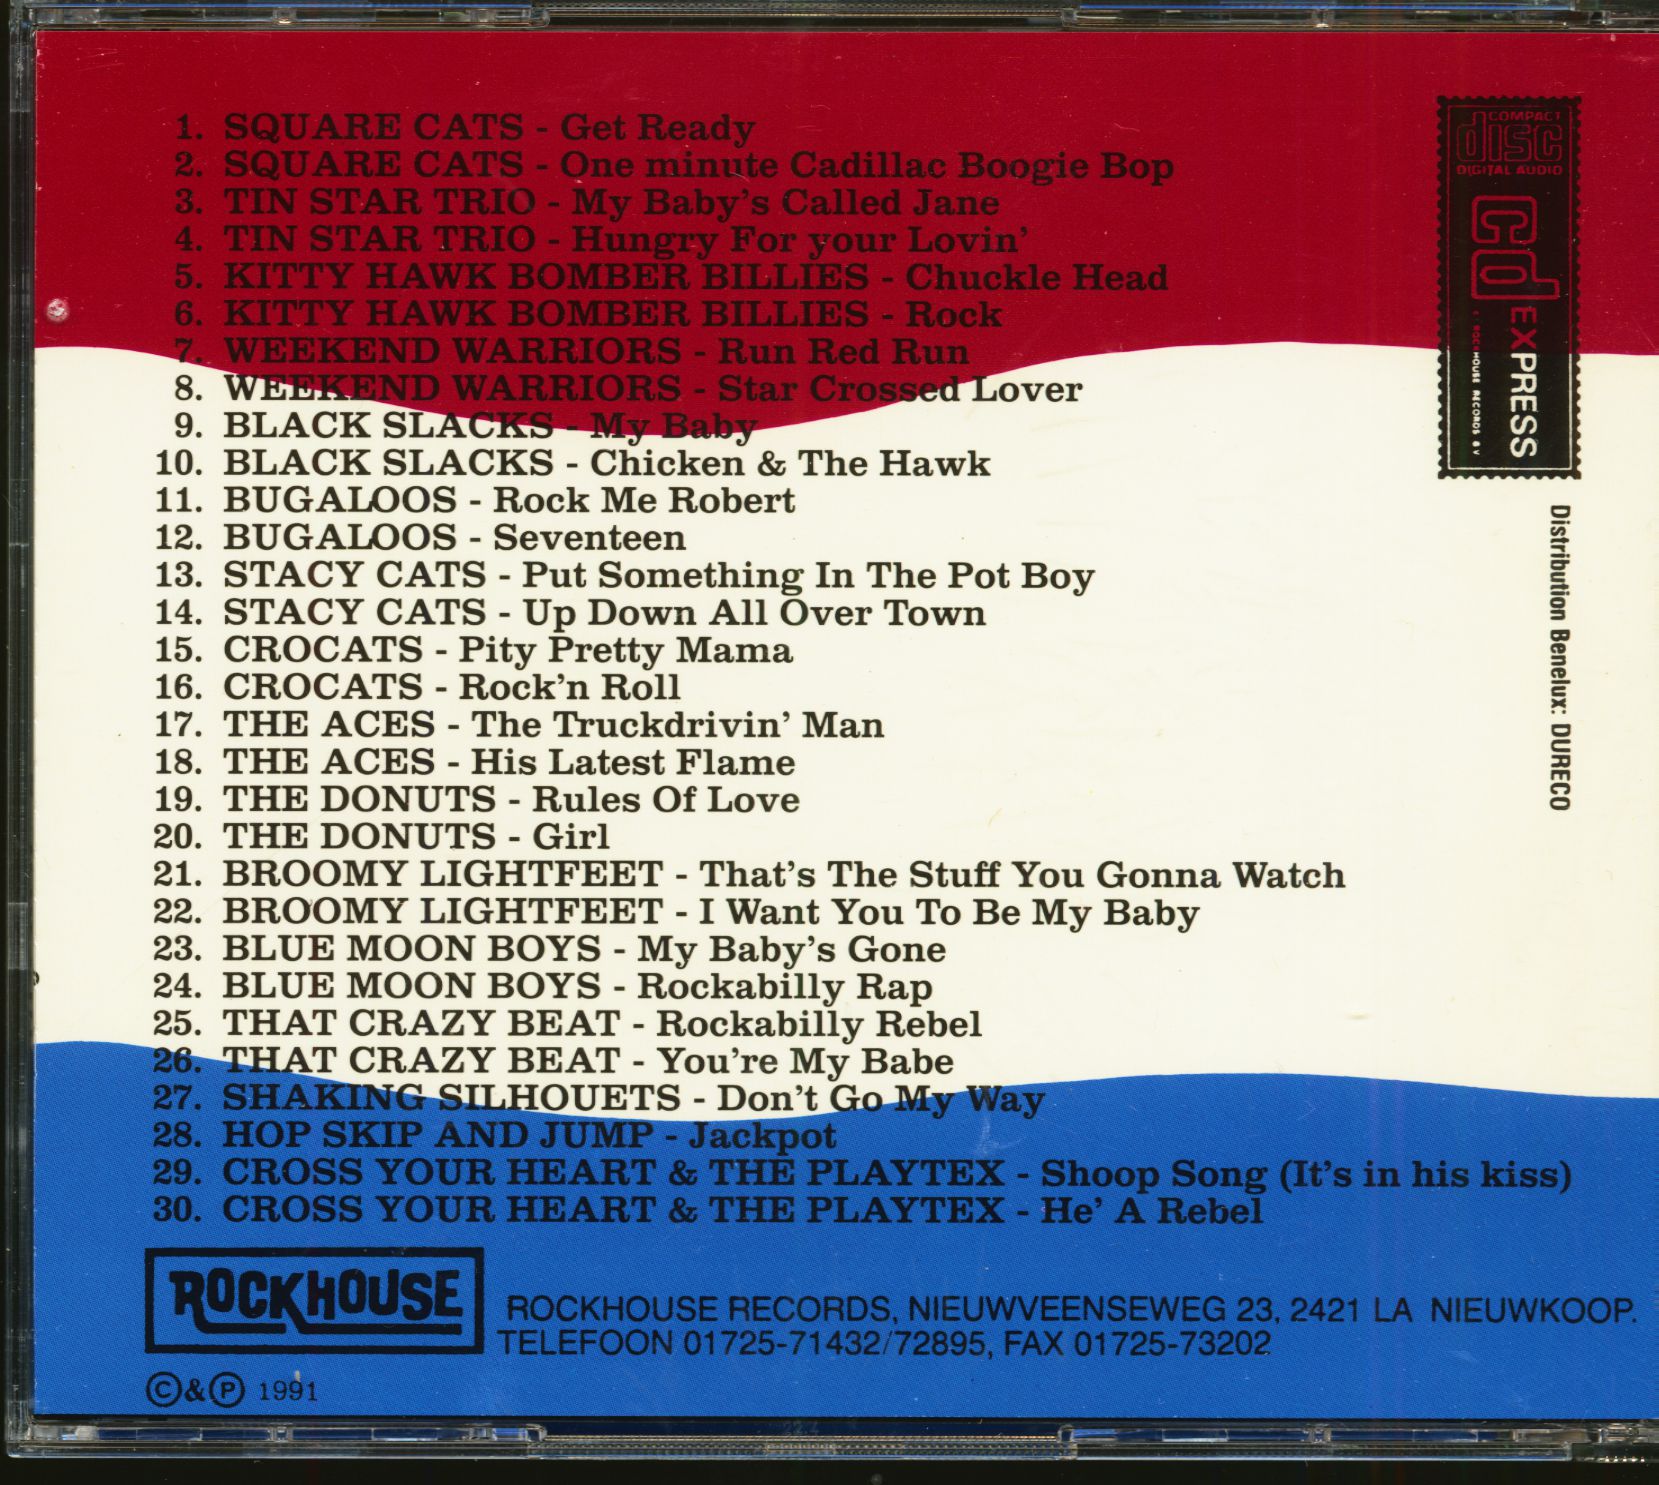 1. SQUARE CATS - Get Ready
2. SQUARE CATS - One minute Cadillac Boogie Bop
3. TIN STAR TRIO - My Baby's Called Jane
4. TIN STAR TRIO - Hungry For your Lovin'
5. KITTY HAWK BOMBER BILLIES - Chuckle Head
6. KITTY HAWK BOMBER BILLIES - Rock
7. WEEKEND WARRIORS - Run Red Run
8. WEEKEND WARRIORS - Star Crossed Lover
9. BLACK SLACKS - My Baby
10. BLACK SLACKS - Chicken & The Hawk
11. BUGALOOS - Rock Me Robert
12. BUGALOOS - Seventeen
13. STACY CATS - Put Something In The Pot Boy
14. STACY CATS - Up Down All Over Town
15. CROCATS - Pity Pretty Mama
16. CROCATS - Rock'n Roll
17. THE ACES - The Truckdrivin' Man
18. THE ACES - His Latest Flame
19. THE DONUTS - Rules Of Love
20. THE DONUTS - Girl
21. BROOMY LIGHTFEET - That's The Stuff You Gonna Watch
22. BROOMY LIGHTFEET - I Want You To Be My Baby
23. BLUE MOON BOYS - My Baby's Gone
24. BLUE MOON BOYS - Rockabilly Rap
25. THAT CRAZY BEAT - Rockabilly Rebel
26. THAT CRAZY BEAT - You're My Babe
27. SHAKING SILHOUETS - Don't Go My Way
28. HOP SKIP AND JUMP - Jackpot
29. CROSS YOUR HEART & THE PLAYTEX - Shoop Song (It's in his kiss)
30. CROSS YOUR HEART & THE PLAYTEX - He' A Rebel
COMPACT
disc
DIGITAL AUDIO
cd EXPRESS
© ROCKHOUSE RECORDS BV
Distribution Benelux: DURECO
ROCKHOUSE
ROCKHOUSE RECORDS, NIEUWVEENSEWEG 23, 2421 LA NIEUWKOOP.
TELEFOON 01725-71432/72895, FAX 01725-73202
©&℗ 1991